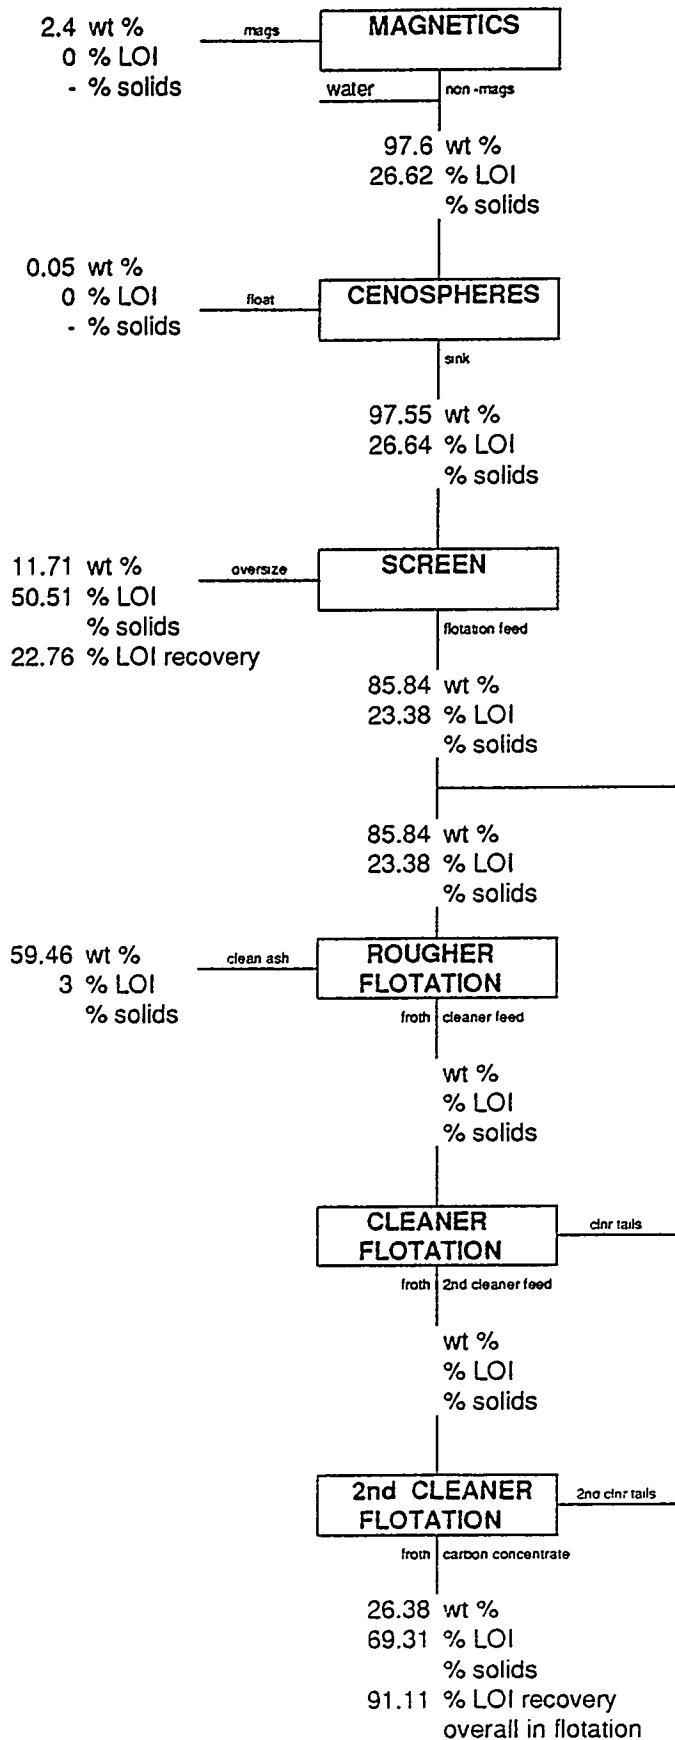 2.4 wt %
0 % LOI
- % solids
mags
MAGNETICS
water
non -mags
97.6 wt %
26.62 % LOI
% solids
0.05 wt %
0 % LOI
- % solids
float
CENOSPHERES
sink
97.55 wt %
26.64 % LOI
% solids
11.71 wt %
50.51 % LOI
% solids
22.76 % LOI recovery
oversize
SCREEN
flotation feed
85.84 wt %
23.38 % LOI
% solids
85.84 wt %
23.38 % LOI
% solids
59.46 wt %
3 % LOI
% solids
clean ash
ROUGHER
FLOTATION
froth cleaner feed
wt %
% LOI
% solids
CLEANER
FLOTATION
clnr tails
froth 2nd cleaner feed
wt %
% LOI
% solids
2nd CLEANER
FLOTATION
2nd clnr tails
froth carbon concentrate
26.38 wt %
69.31 % LOI
% solids
91.11 % LOI recovery
overall in flotation